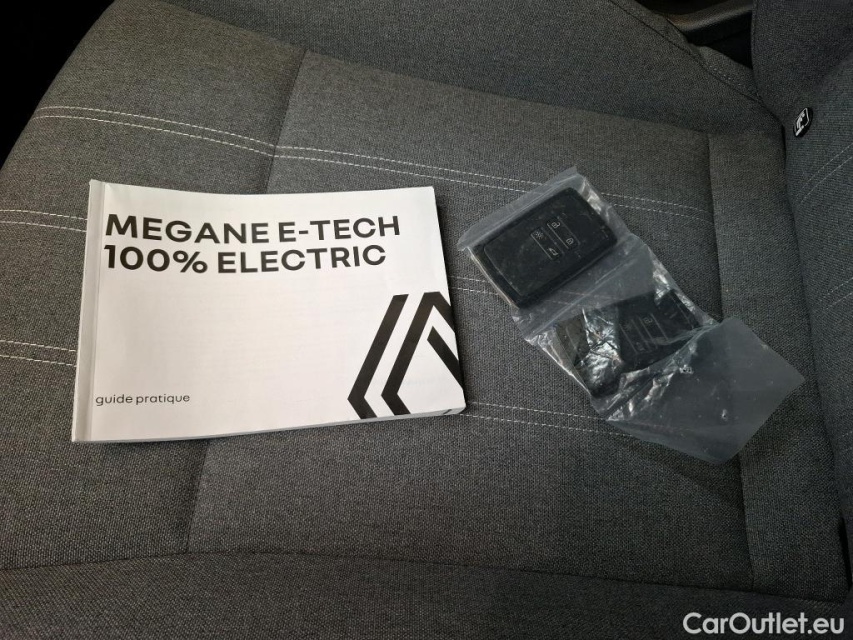 MEGANE E-TECH
100% ELECTRIC
guide pratique
CarOutlet.eu